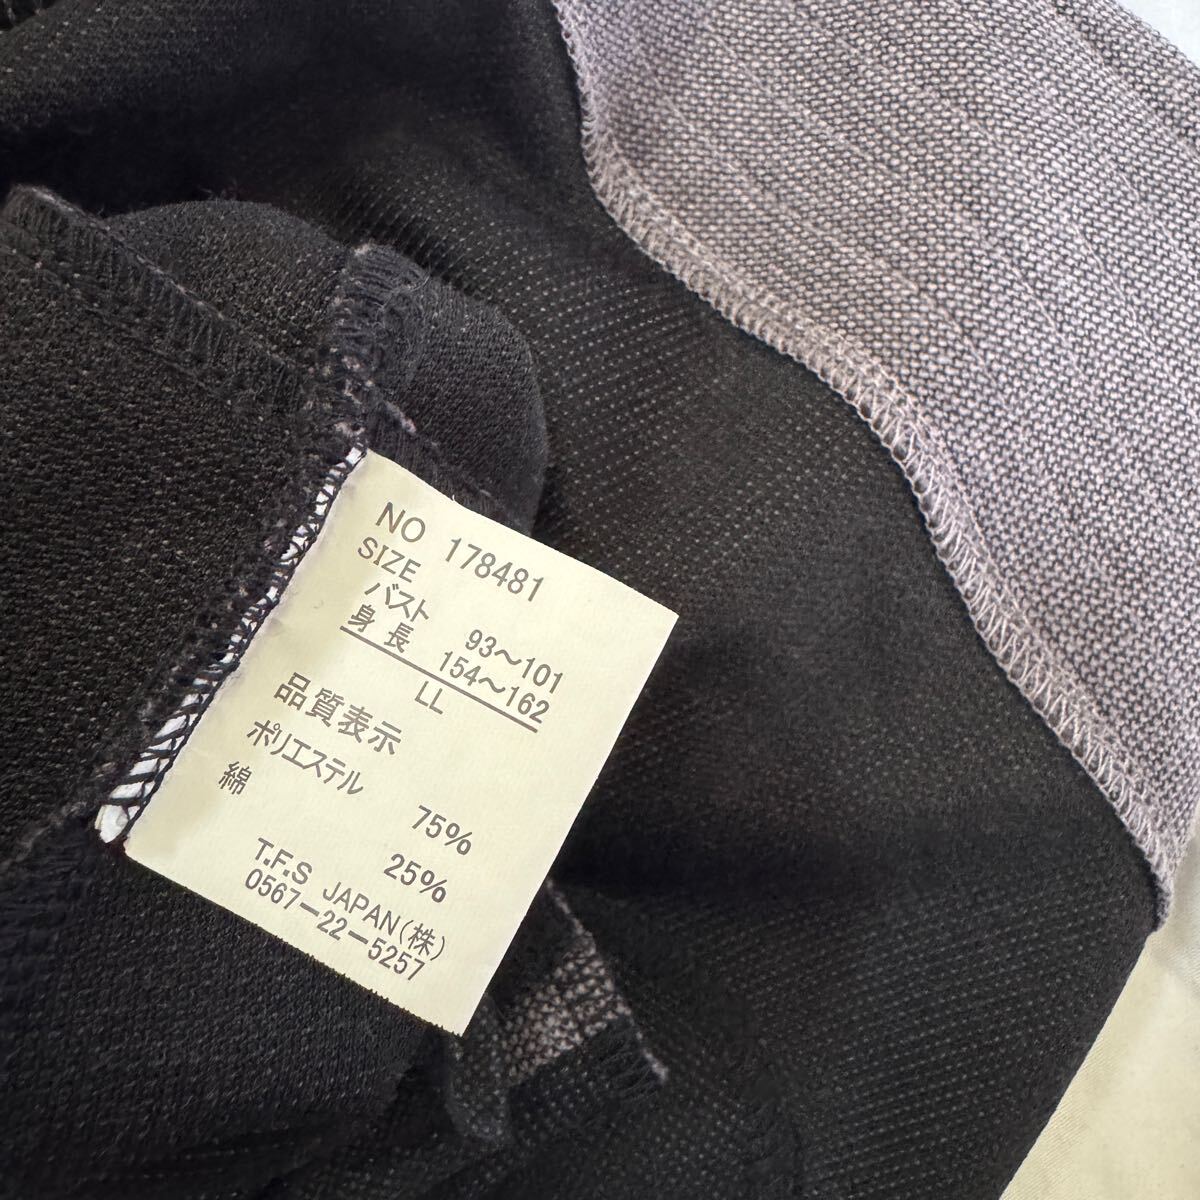 NO 178481
SIZE
バスト 93～101
身長 154～162
LL
品質表示
ポリエステル 75%
綿 25%
T.F.S JAPAN(株)
0567-22-5257